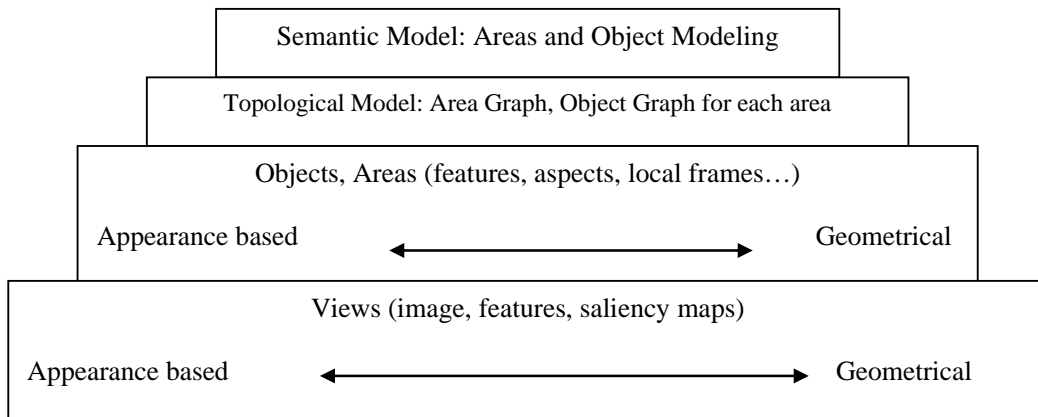 Semantic Model: Areas and Object Modeling
Topological Model: Area Graph, Object Graph for each area
Objects, Areas (features, aspects, local frames…)
Appearance based Geometrical
Views (image, features, saliency maps)
Appearance based Geometrical